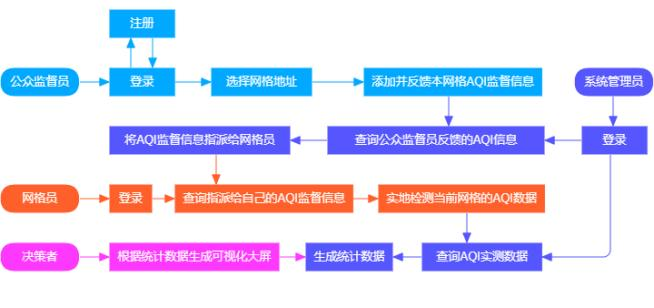 注册
公众监督员
登录
选择网格地址
添加并反馈本网格AQI监督信息
系统管理员
将AQI监督信息指派给网格员
查询公众监督员反馈的AQI信息
登录
网格员
登录
查询指派给自己的AQI监督信息
实地检测当前网格的AQI数据
决策者
根据统计数据生成可视化大屏
生成统计数据
查询AQI实测数据